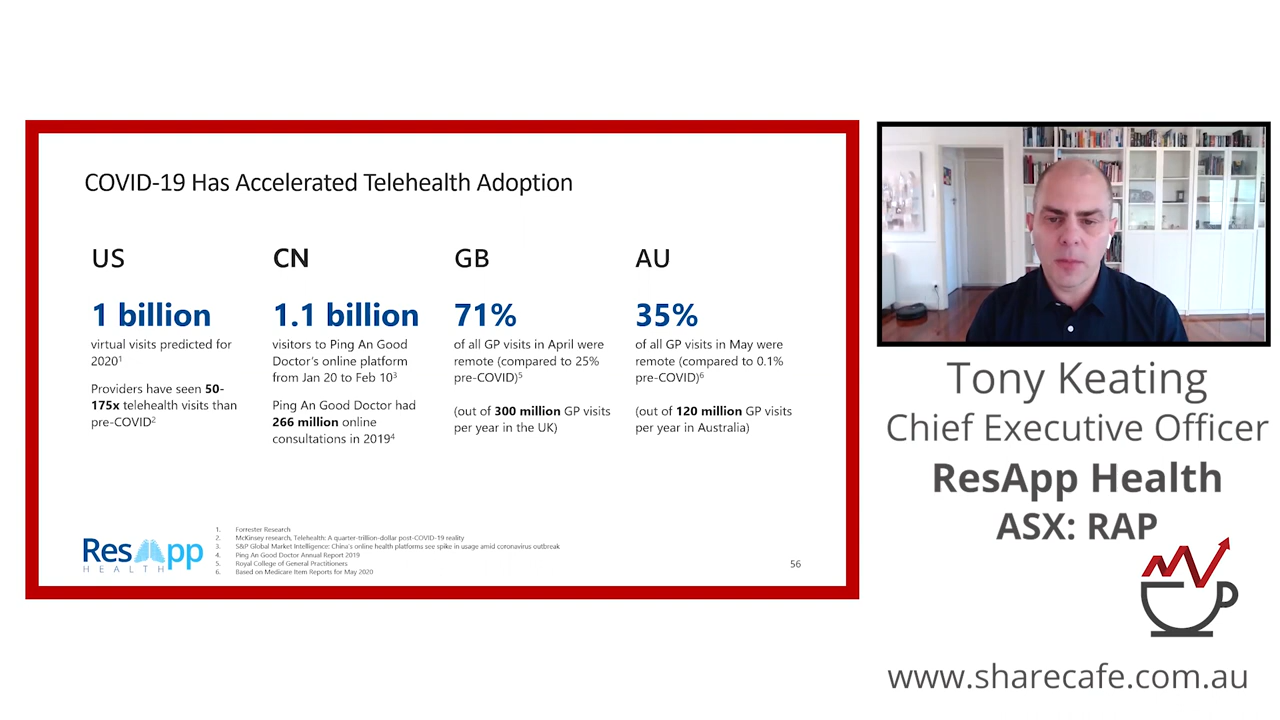 COVID-19 Has Accelerated Telehealth Adoption
US
1 billion
virtual visits predicted for
2020¹
Providers have seen 50-
175x telehealth visits than
pre-COVID²
CN
1.1 billion
visitors to Ping An Good
Doctor's online platform
from Jan 20 to Feb 10³
Ping An Good Doctor had
266 million online
consultations in 2019⁴
GB
71%
of all GP visits in April were
remote (compared to 25%
pre-COVID)⁵
(out of 300 million GP visits
per year in the UK)
AU
35%
of all GP visits in May were
remote (compared to 0.1%
pre-COVID)⁶
(out of 120 million GP visits
per year in Australia)
ResApp
HEALTH
1. Forrester Research
2. McKinsey research, Telehealth: A quarter-trillion-dollar post-COVID-19 reality
3. S&P Global Market Intelligence: China's online health platforms see spike in usage amid coronavirus outbreak
4. Ping An Good Doctor Annual Report 2019
5. Royal College of General Practitioners
6. Based on Medicare Item Reports for May 2020
56
Tony Keating
Chief Executive Officer
ResApp Health
ASX: RAP
www.sharecafe.com.au